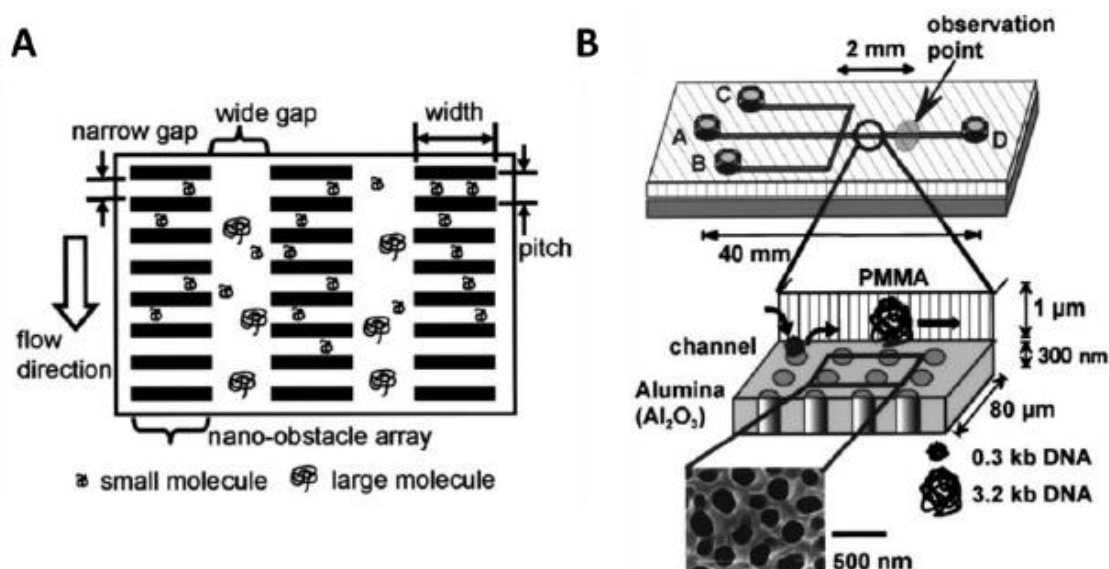 A
narrow gap
wide gap
width
pitch
flow
direction
nano-obstacle array
small molecule
large molecule
B
observation
point
2 mm
C
A
B
D
40 mm
PMMA
1 µm
channel
300 nm
Alumina
(Al₂O₃)
80 µm
0.3 kb DNA
3.2 kb DNA
500 nm